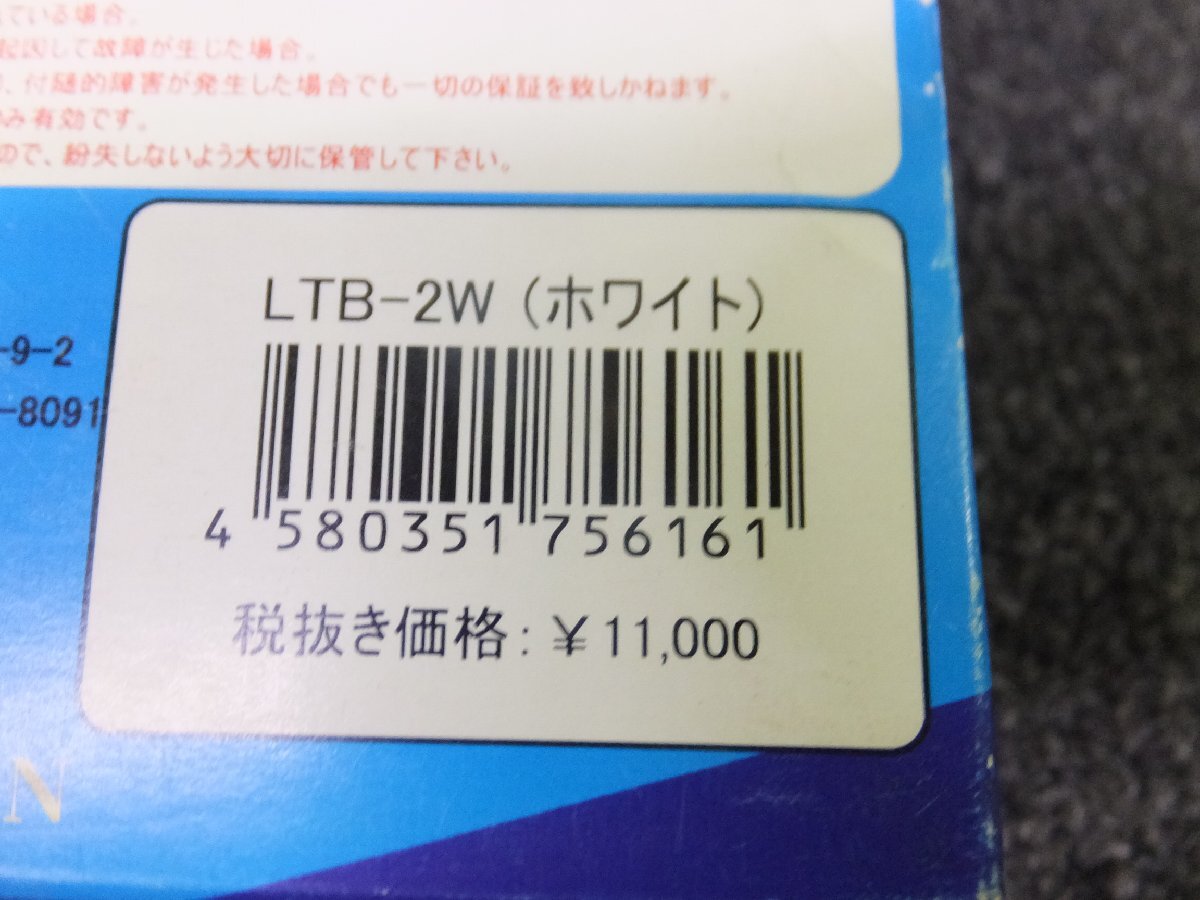 ている場合。
起因して故障が生じた場合。
、付随的障害が発生した場合でも一切の保証を致しかねます。
み有効です。
ので、紛失しないよう大切に保管して下さい。
-9-2
-8091
LTB-2W (ホワイト)
4 580351 756161
税抜き価格：￥11,000
N